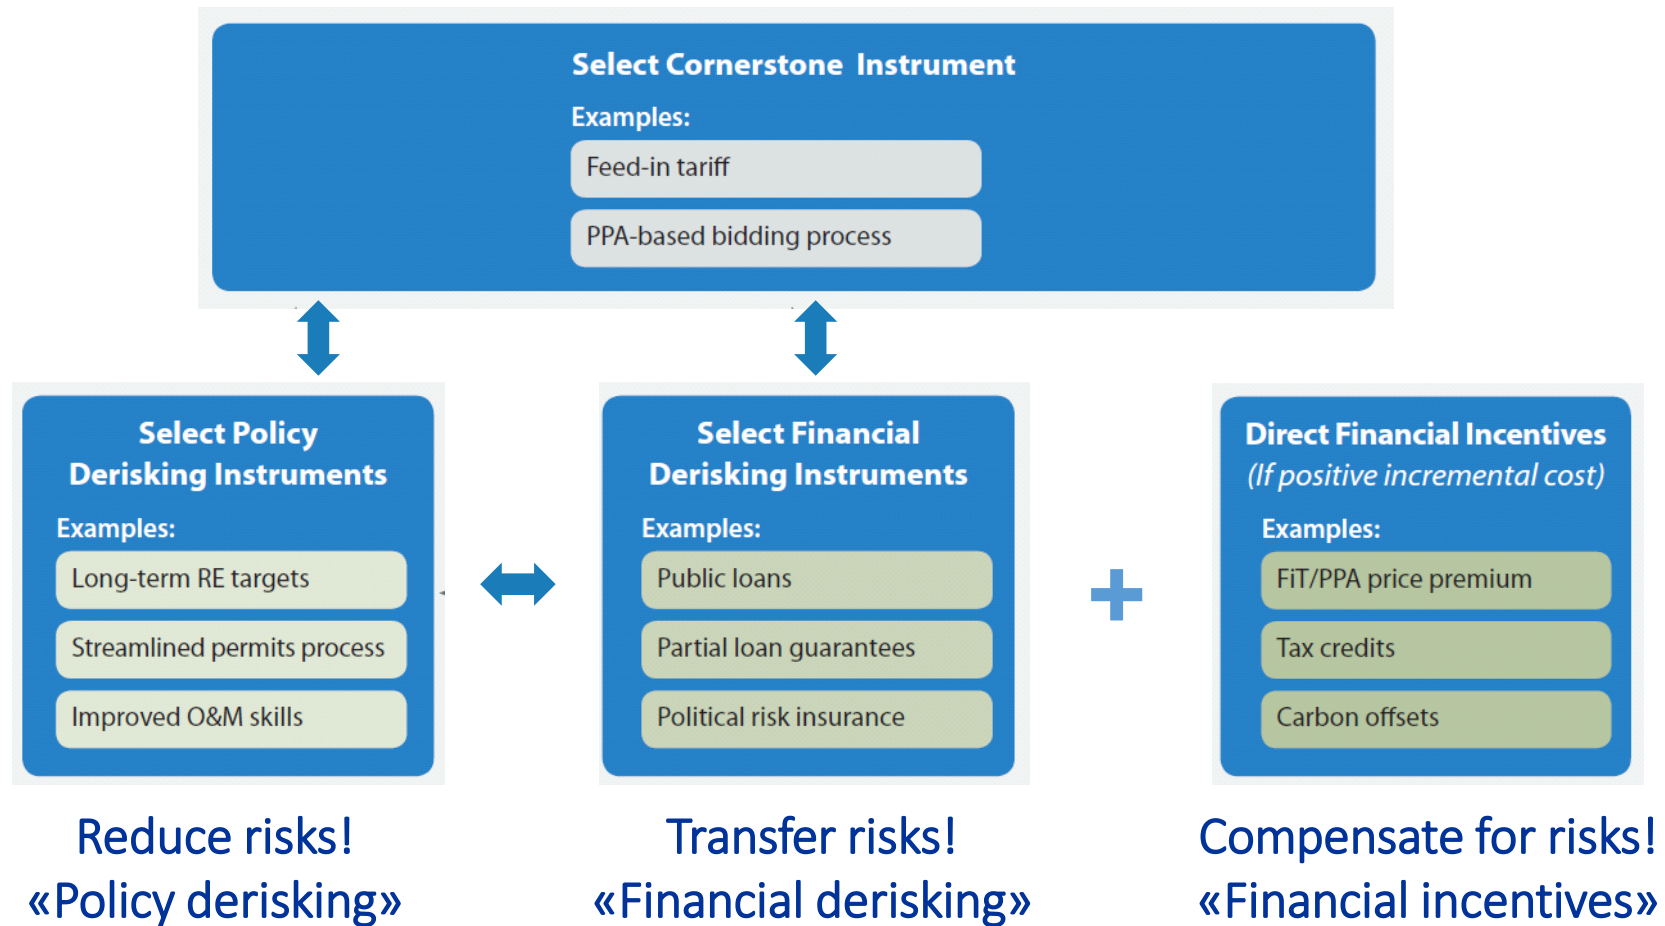 Select Cornerstone Instrument
Examples:
Feed-in tariff
PPA-based bidding process
Select Policy
Derisking Instruments
Examples:
Long-term RE targets
Streamlined permits process
Improved O&M skills
Select Financial
Derisking Instruments
Examples:
Public loans
Partial loan guarantees
Political risk insurance
Direct Financial Incentives
(If positive incremental cost)
Examples:
FiT/PPA price premium
Tax credits
Carbon offsets
Reduce risks!
«Policy derisking»
Transfer risks!
«Financial derisking»
Compensate for risks!
«Financial incentives»